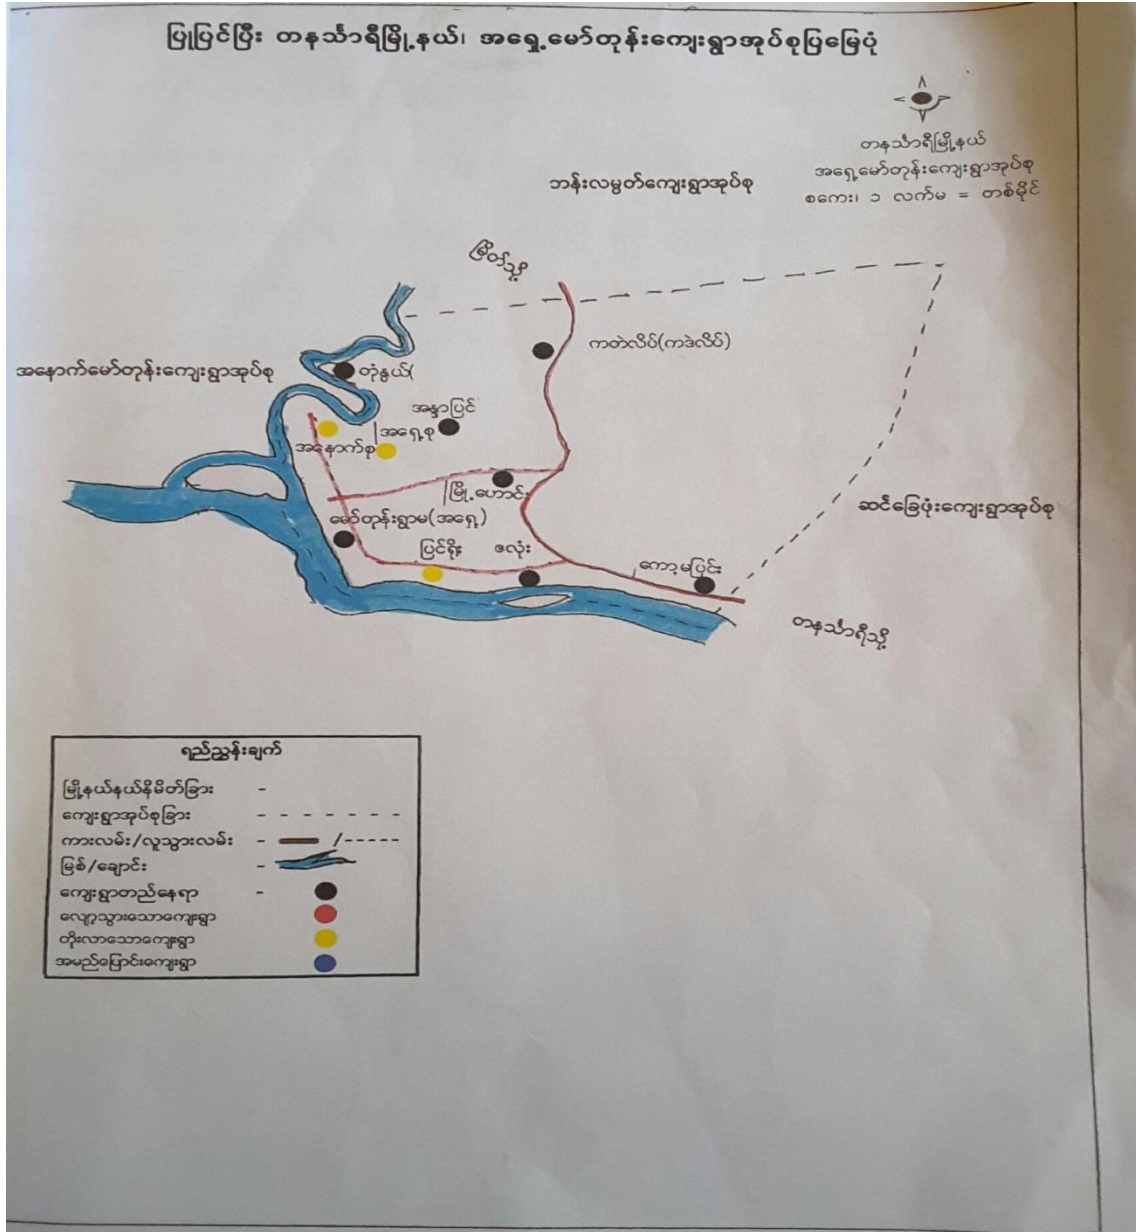 ပြုပြင်ပြီး တနင်္သာရီမြို့နယ်၊ အရှေ့မော်တုန်းကျေးရွာအုပ်စုပြမြေပုံ
တနင်္သာရီမြို့နယ်
အရှေ့မော်တုန်းကျေးရွာအုပ်စု
စကေး၊ ၁ လက်မ = တစ်မိုင်
ဘန်းလမွတ်ကျေးရွာအုပ်စု
မြိတ်သို့
ကတဲလိပ်(ကဒဲလိပ်)
အနောက်မော်တုန်းကျေးရွာအုပ်စု
တုံနွယ်(
အန္ဒာပြင်
အရှေ့စု
အနောက်စု
မြို့ဟောင်း
ဆင်ခြေဖုံးကျေးရွာအုပ်စု
မော်တုန်းရွာမ(အရှေ့)
ပြင်ရိုး
ဇလုံး
ကော့မပြင်း
တနင်္သာရီသို့
ရည်ညွှန်းချက်
မြို့နယ်နယ်နိမိတ်ခြား -
ကျေးရွာအုပ်စုခြား - - - - - - -
ကားလမ်း/လူသွားလမ်း - /-----
မြစ်/ချောင်း -
ကျေးရွာတည်နေရာ -
လျော့သွားသောကျေးရွာ
တိုးလာသောကျေးရွာ
အမည်ပြောင်းကျေးရွာ